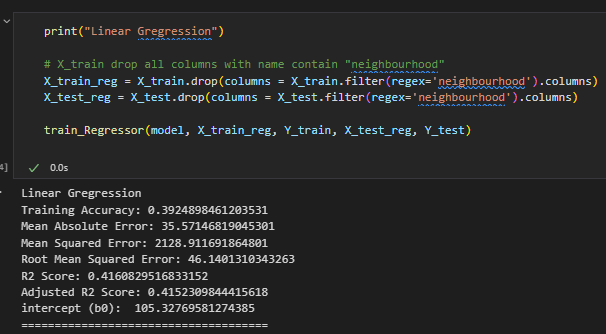 print("Linear Gregression")
# X_train drop all columns with name contain "neighbourhood"
X_train_reg = X_train.drop(columns = X_train.filter(regex='neighbourhood').columns)
X_test_reg = X_test.drop(columns = X_test.filter(regex='neighbourhood').columns)
train_Regressor(model, X_train_reg, Y_train, X_test_reg, Y_test)
4] ✓ 0.0s
Linear Gregression
Training Accuracy: 0.3924898461203531
Mean Absolute Error: 35.57146819045301
Mean Squared Error: 2128.911691864801
Root Mean Squared Error: 46.1401310343263
R2 Score: 0.4160829516833152
Adjusted R2 Score: 0.4152309844415618
intercept (b0):  105.32769581274385
=====================================